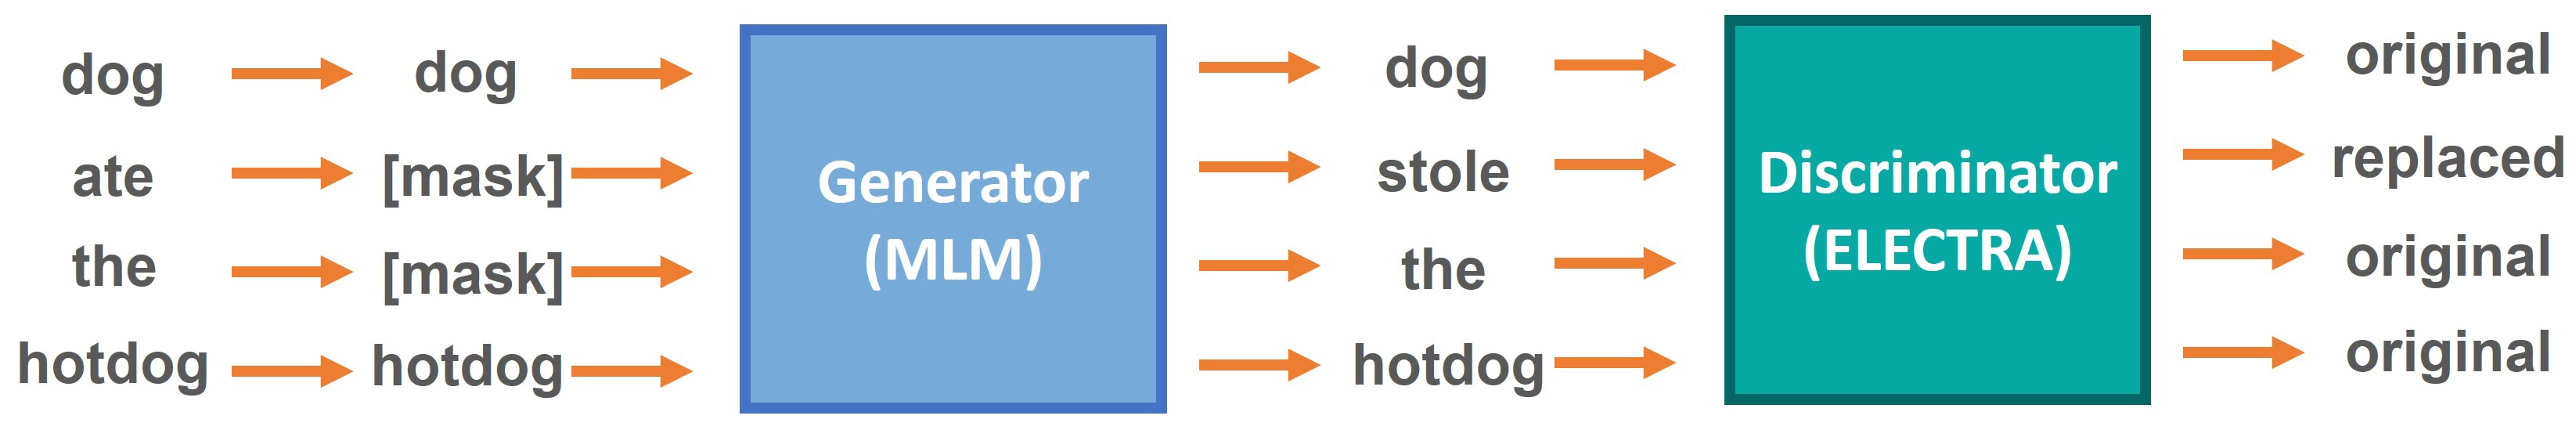 dog dog dog original
ate [mask] stole replaced
the [mask] the original
hotdog hotdog hotdog original
Generator
(MLM)
Discriminator
(ELECTRA)